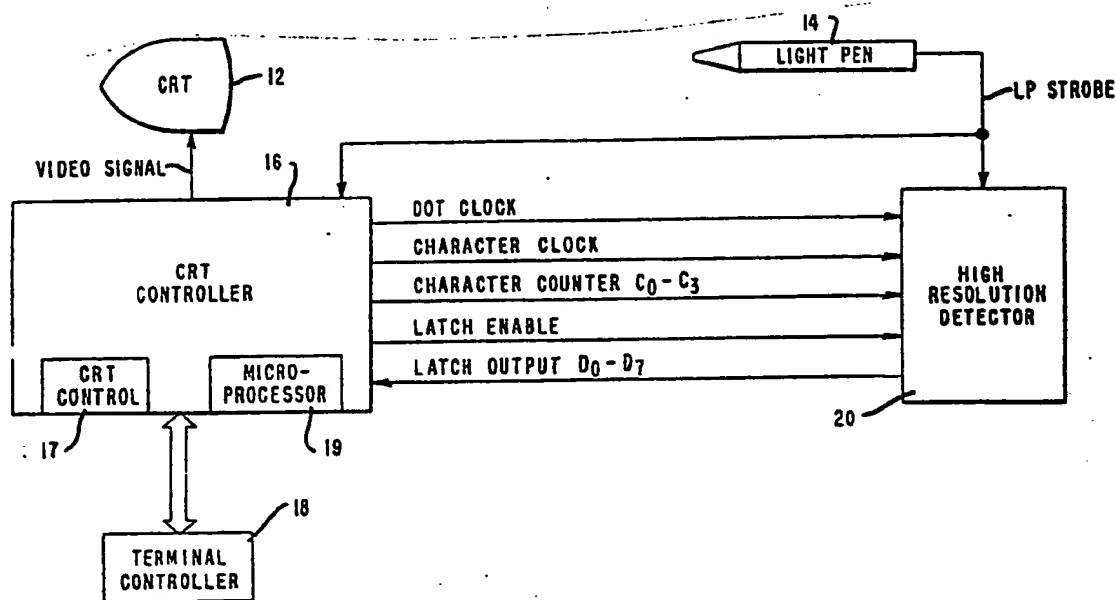 14
LIGHT PEN
CRT
12
LP STROBE
VIDEO SIGNAL
16
DOT CLOCK
CHARACTER CLOCK
CHARACTER COUNTER C0-C3
LATCH ENABLE
LATCH OUTPUT D0-D7
CRT
CONTROLLER
HIGH
RESOLUTION
DETECTOR
CRT
CONTROL
MICRO-
PROCESSOR
17
19
20
18
TERMINAL
CONTROLLER